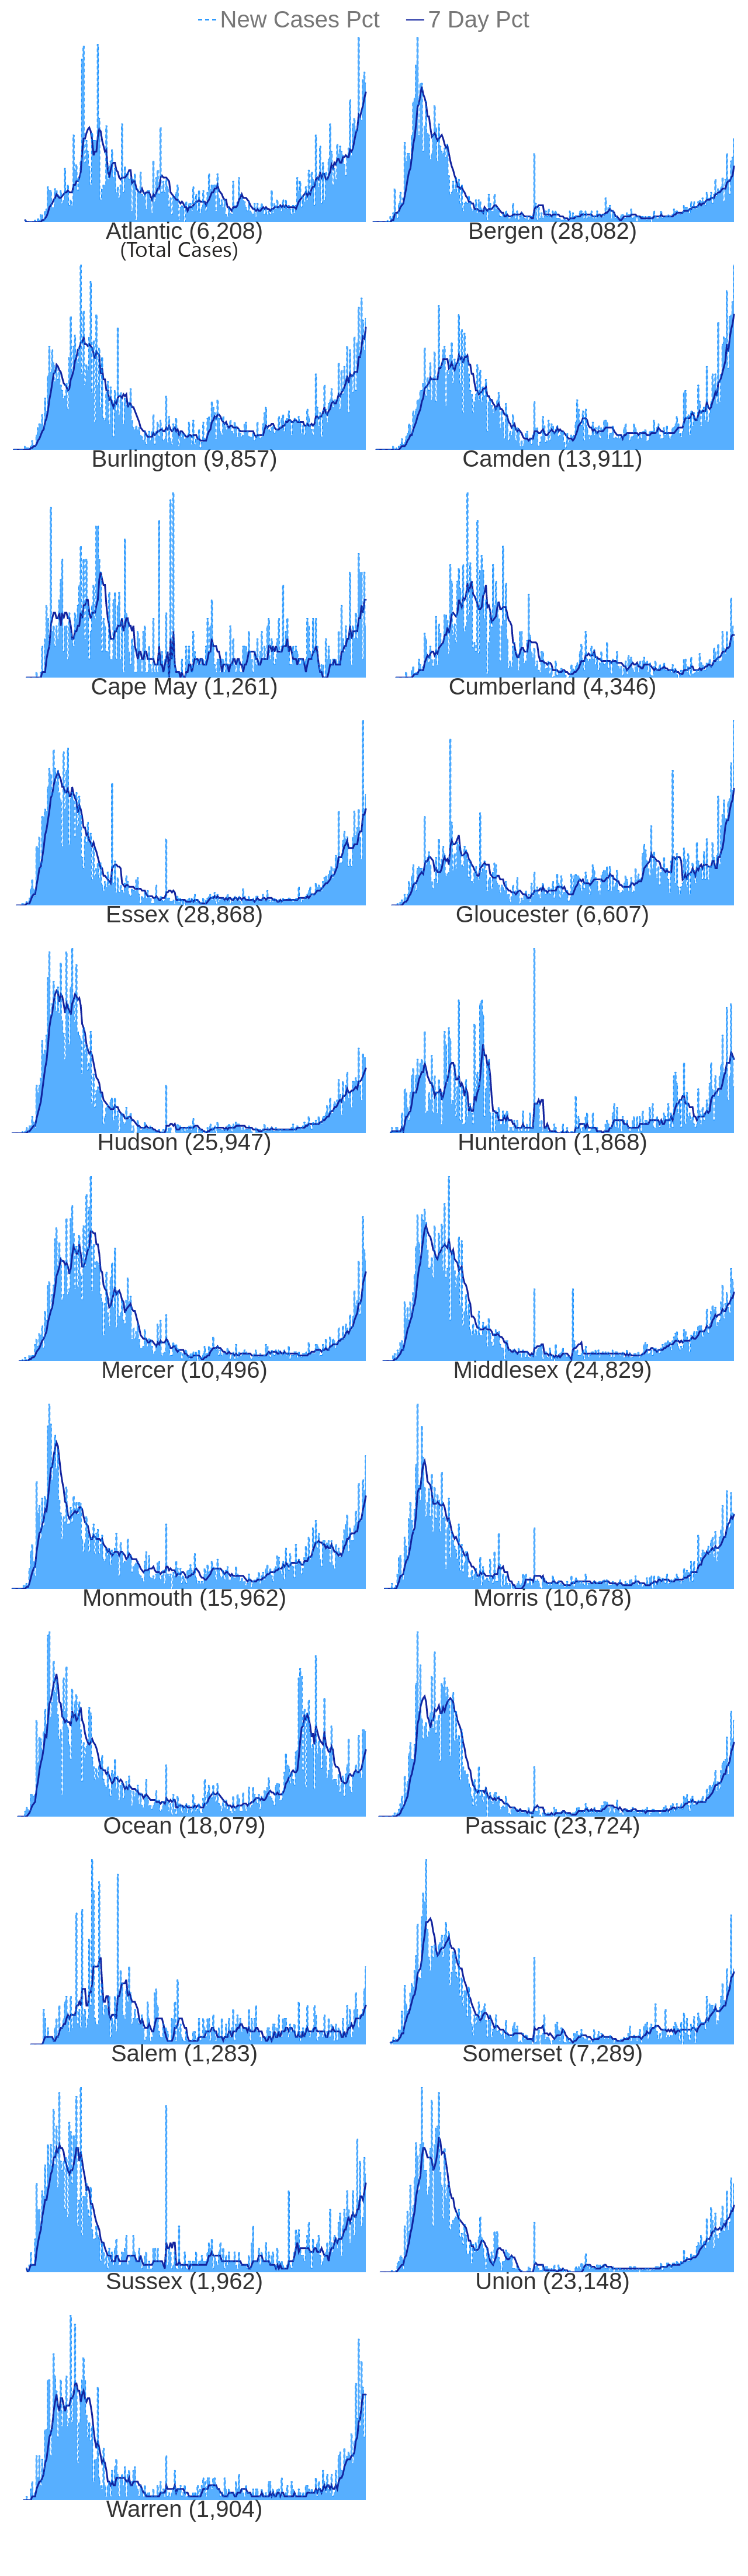 New Cases Pct 7 Day Pct
Atlantic (6,208) Bergen (28,082)
(Total Cases)
Burlington (9,857) Camden (13,911)
Cape May (1,261) Cumberland (4,346)
Essex (28,868) Gloucester (6,607)
Hudson (25,947) Hunterdon (1,868)
Mercer (10,496) Middlesex (24,829)
Monmouth (15,962) Morris (10,678)
Ocean (18,079) Passaic (23,724)
Salem (1,283) Somerset (7,289)
Sussex (1,962) Union (23,148)
Warren (1,904)